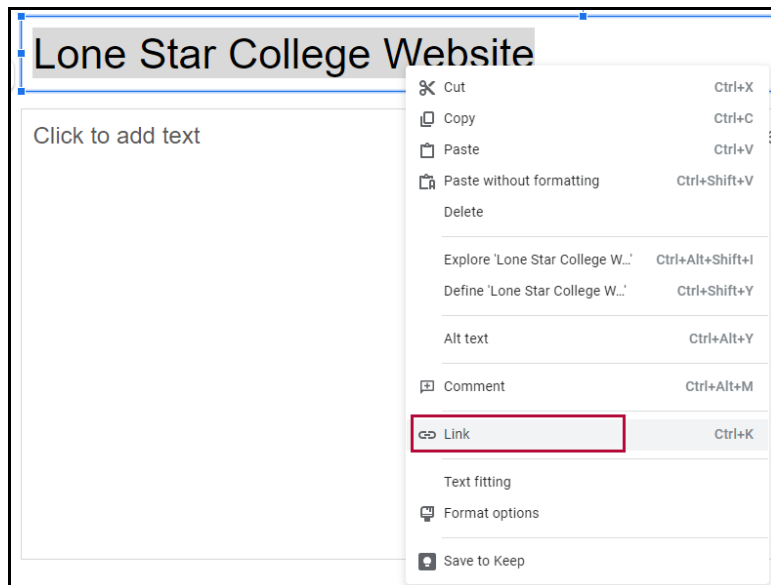 Lone Star College Website
Click to add text
Cut Ctrl+X
Copy Ctrl+C
Paste Ctrl+V
Paste without formatting Ctrl+Shift+V
Delete
Explore 'Lone Star College W...' Ctrl+Alt+Shift+I
Define 'Lone Star College W...' Ctrl+Shift+Y
Alt text Ctrl+Alt+Y
Comment Ctrl+Alt+M
Link Ctrl+K
Text fitting
Format options
Save to Keep